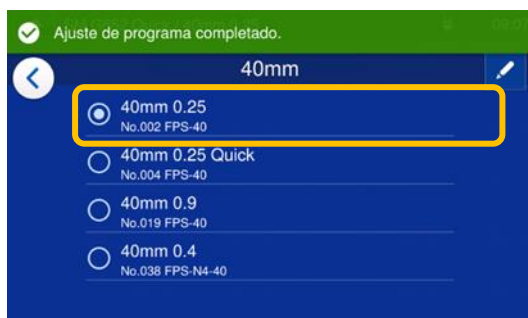 Ajuste de programa completado.
40mm
40mm 0.25
No.002 FPS-40
40mm 0.25 Quick
No.004 FPS-40
40mm 0.9
No.019 FPS-40
40mm 0.4
No.038 FPS-N4-40